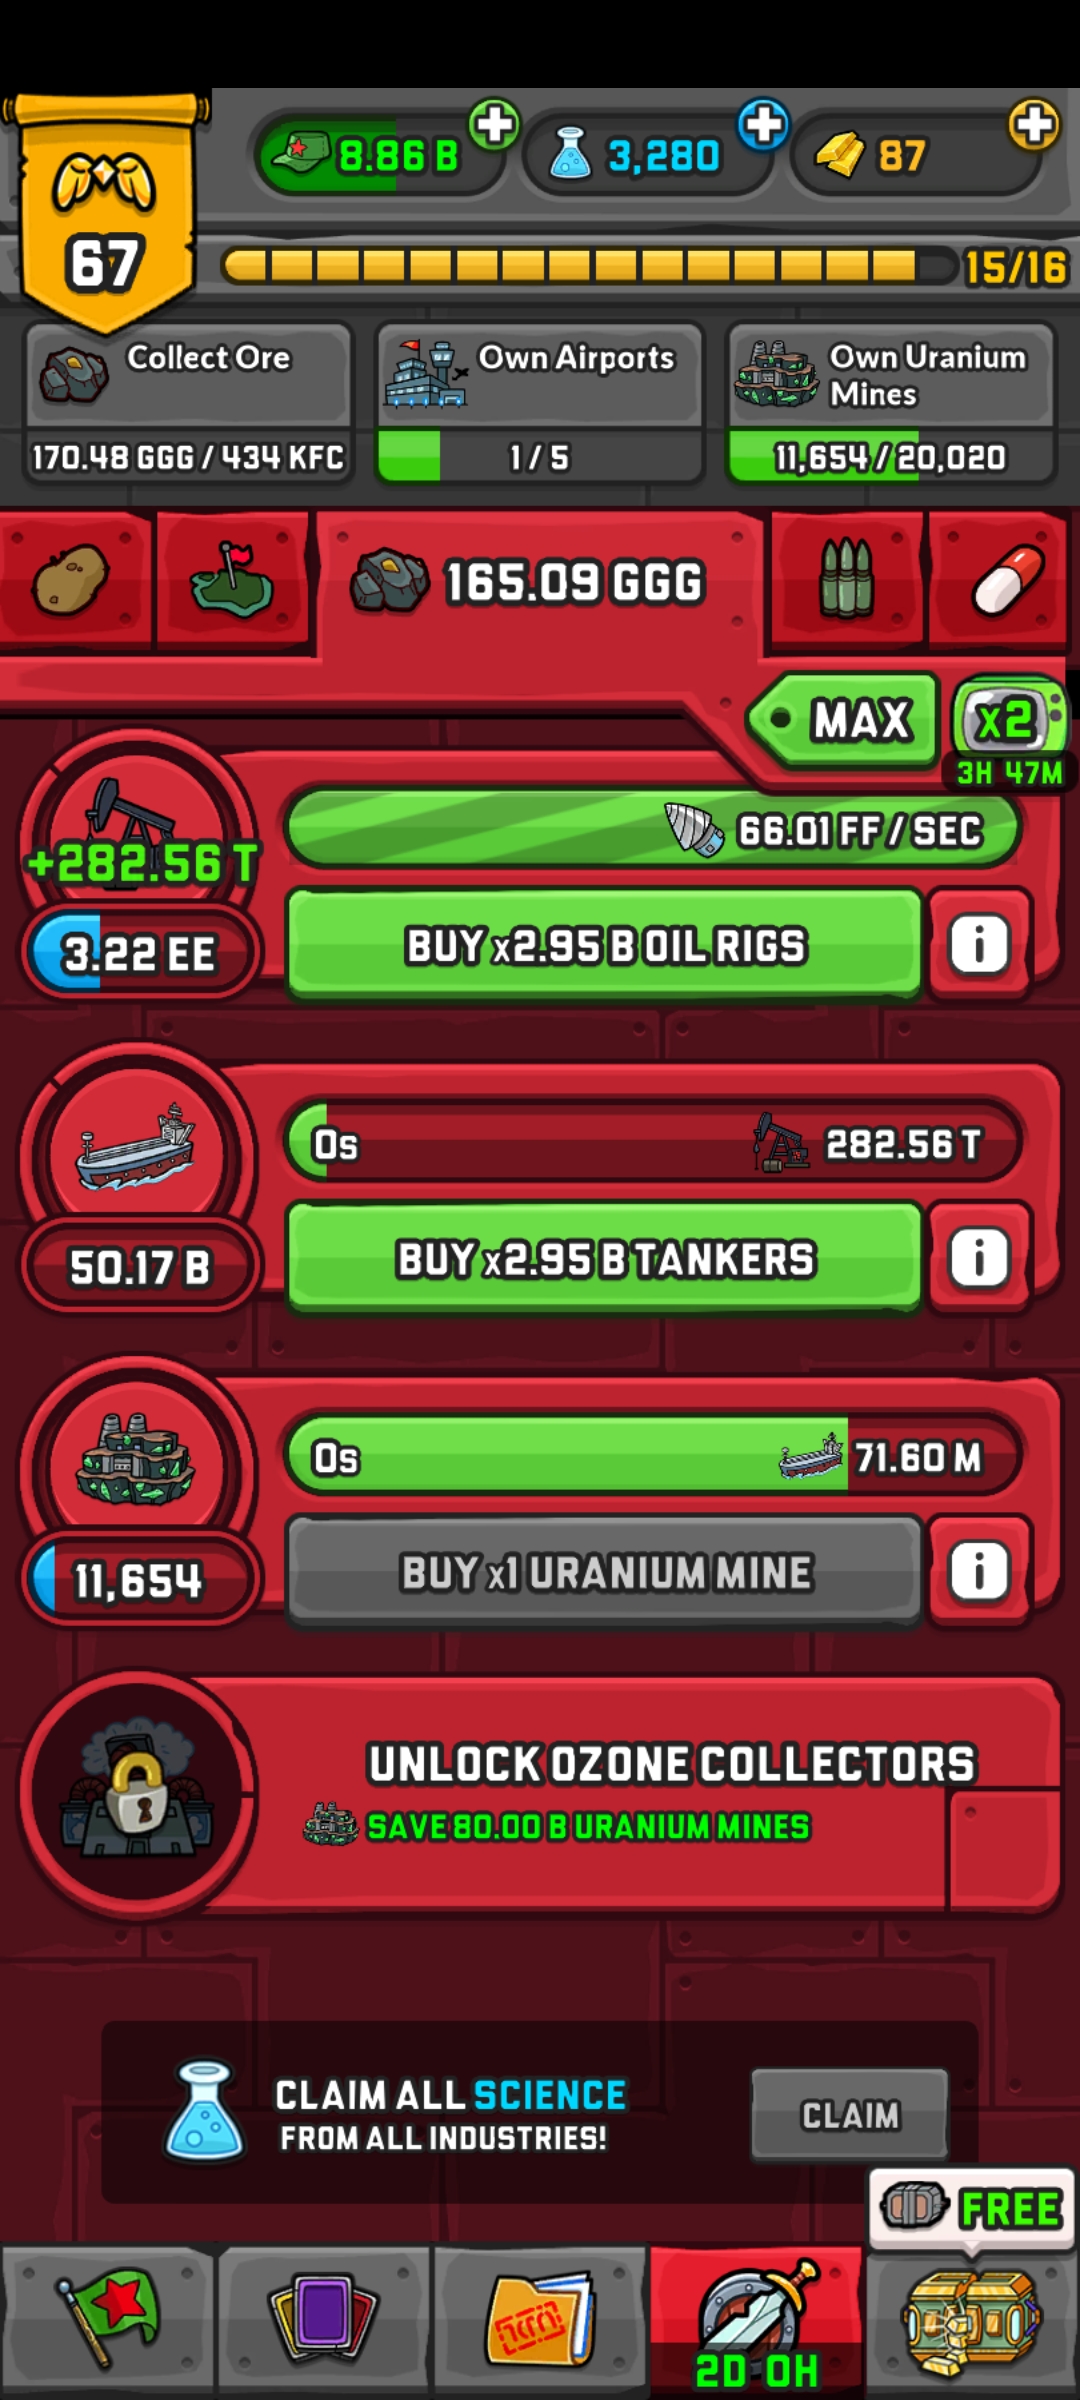 8.86 B
3,280
87
67
15/16
Collect Ore
170.48 GGG / 434 KFC
Own Airports
1 / 5
Own Uranium
Mines
11,654 / 20,020
165.09 GGG
MAX
x2
3H 47M
+282.56 T
66.01 FF / SEC
3.22 EE
BUY x2.95 B OIL RIGS
i
0s
282.56 T
50.17 B
BUY x2.95 B TANKERS
i
0s
71.60 M
11,654
BUY x1 URANIUM MINE
i
UNLOCK OZONE COLLECTORS
SAVE 80.00 B URANIUM MINES
CLAIM ALL SCIENCE
FROM ALL INDUSTRIES!
CLAIM
FREE
2D 0H